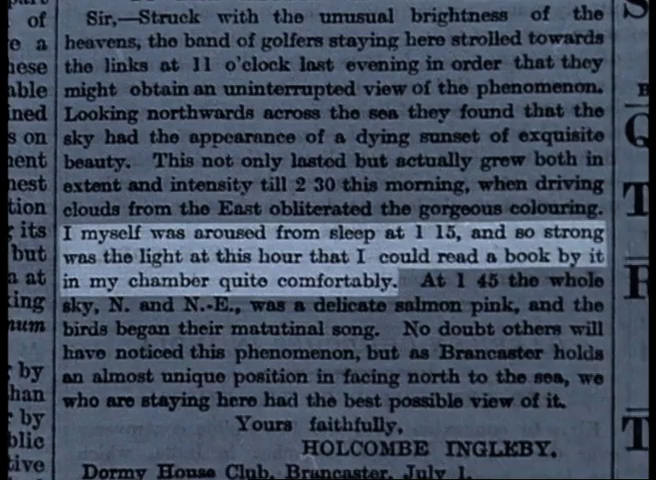 Sir,—Struck with the unusual brightness of the
heavens, the band of golfers staying here strolled towards
the links at 11 o'clock last evening in order that they
might obtain an uninterrupted view of the phenomenon.
Looking northwards across the sea they found that the
sky had the appearance of a dying sunset of exquisite
beauty. This not only lasted but actually grew both in
extent and intensity till 2 30 this morning, when driving
clouds from the East obliterated the gorgeous colouring.
I myself was aroused from sleep at 1 15, and so strong
was the light at this hour that I could read a book by it
in my chamber quite comfortably. At 1 45 the whole
sky, N. and N.-E., was a delicate salmon pink, and the
birds began their matutinal song. No doubt others will
have noticed this phenomenon, but as Brancaster holds
an almost unique position in facing north to the sea, we
who are staying here had the best possible view of it.
Yours faithfully,
HOLCOMBE INGLEBY.
Dormy House Club, Brancaster, July 1.